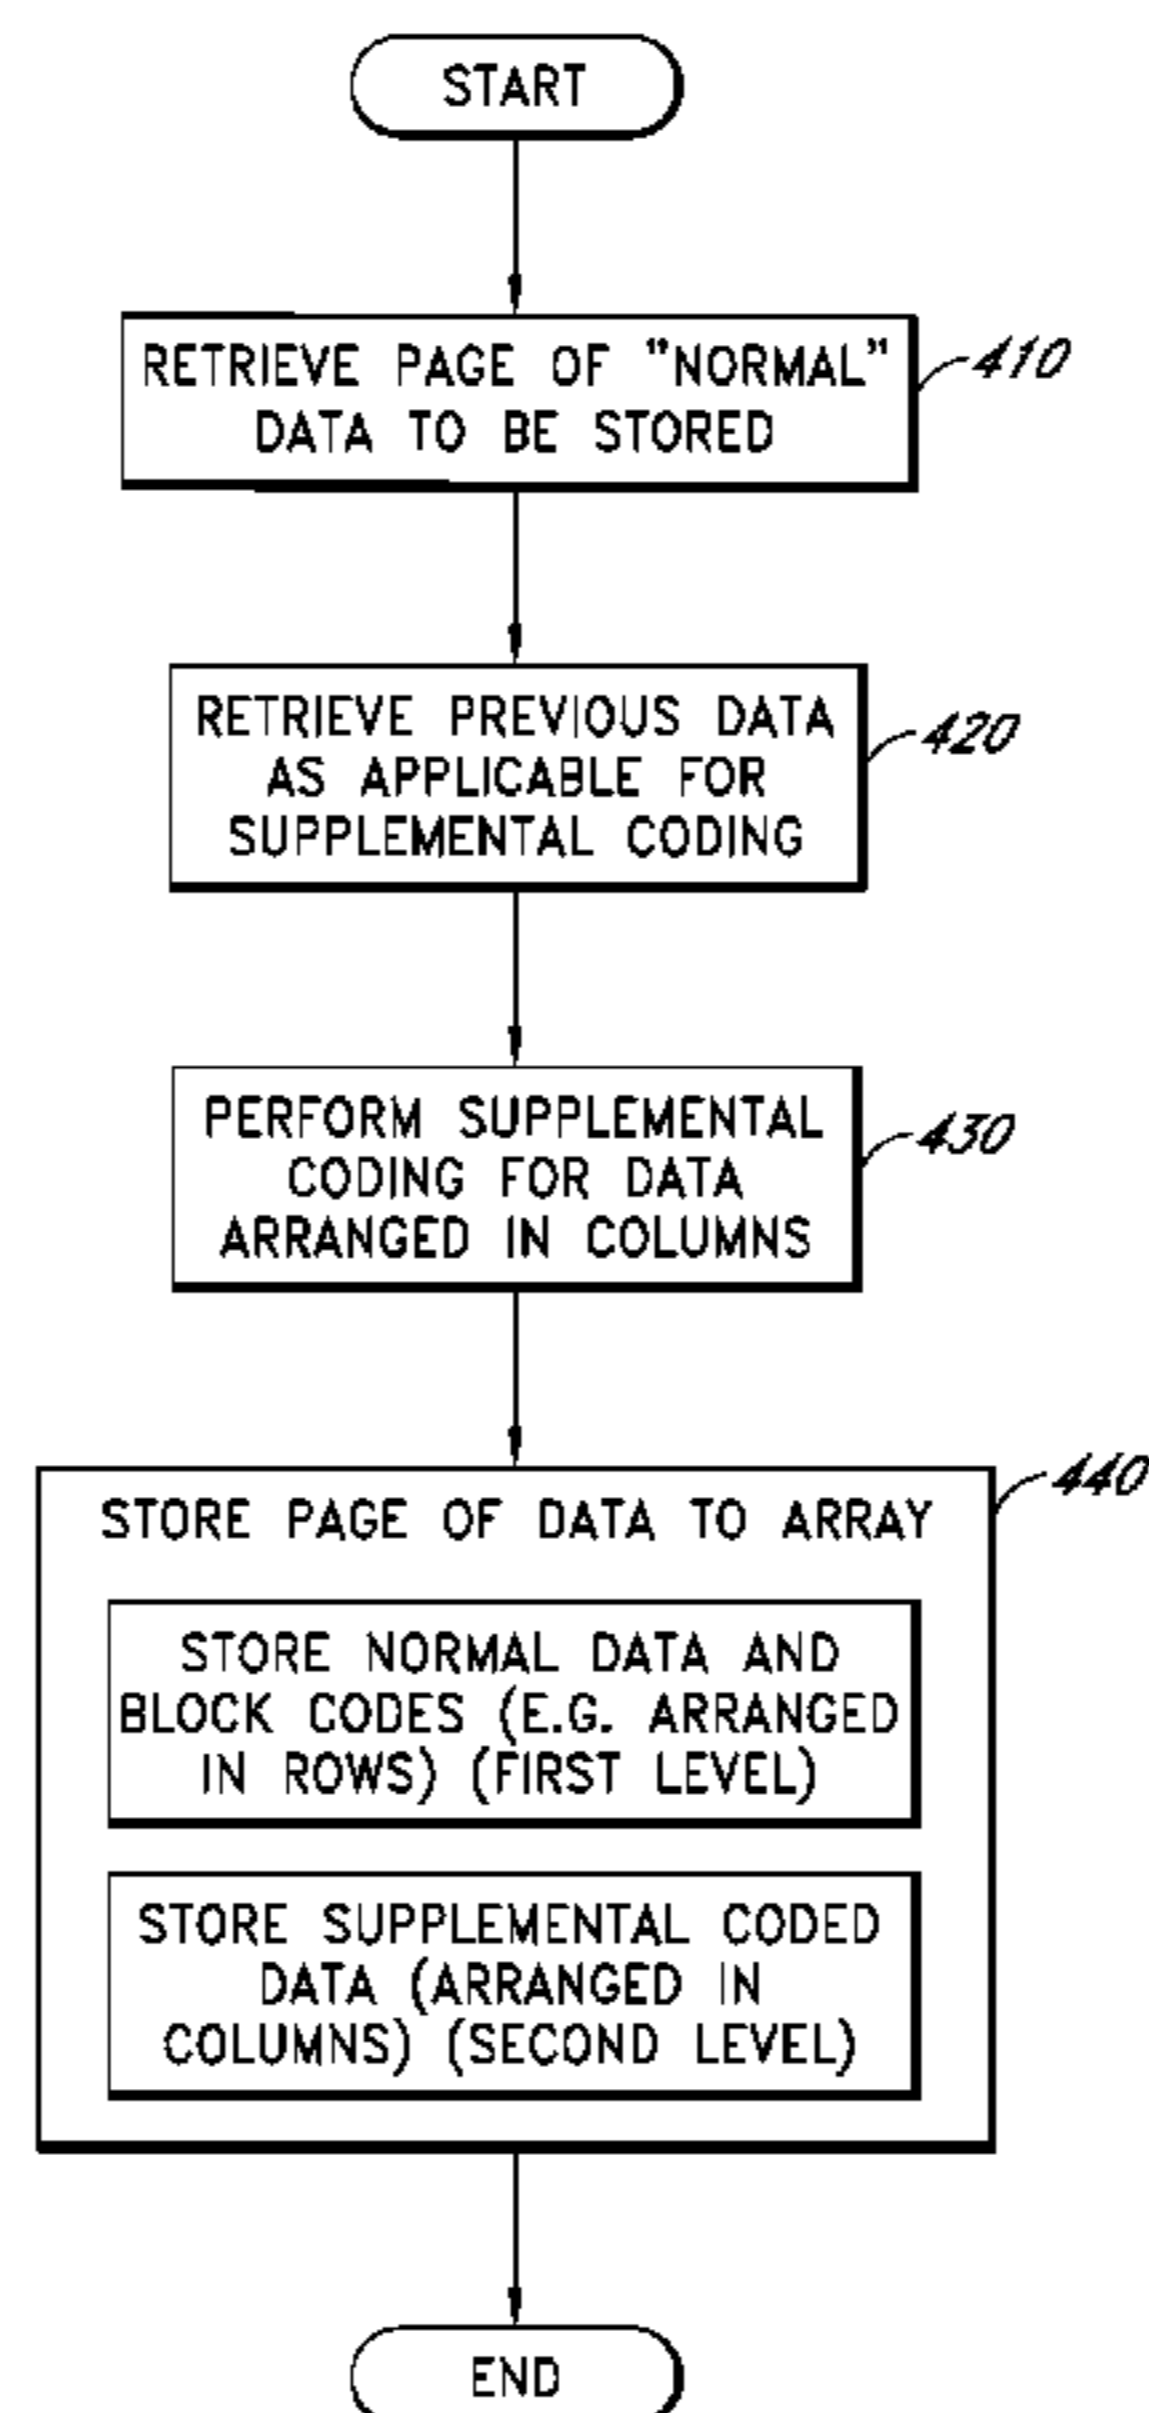 START
RETRIEVE PAGE OF "NORMAL"
DATA TO BE STORED
410
RETRIEVE PREVIOUS DATA
AS APPLICABLE FOR
SUPPLEMENTAL CODING
420
PERFORM SUPPLEMENTAL
CODING FOR DATA
ARRANGED IN COLUMNS
430
440
STORE PAGE OF DATA TO ARRAY
STORE NORMAL DATA AND
BLOCK CODES (E.G. ARRANGED
IN ROWS) (FIRST LEVEL)
STORE SUPPLEMENTAL CODED
DATA (ARRANGED IN
COLUMNS) (SECOND LEVEL)
END